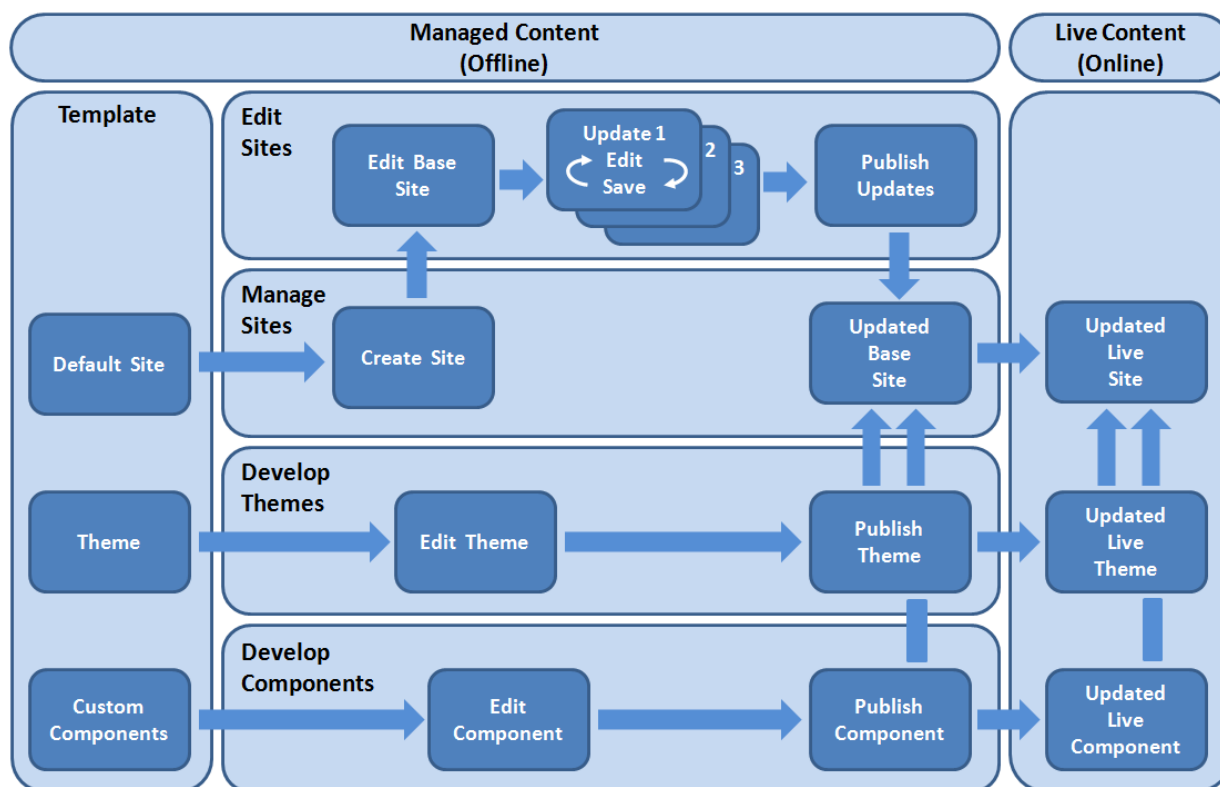 Managed Content
(Offline)
Live Content
(Online)
Template
Edit
Sites
Edit Base
Site
Update 1
Edit
Save
2
3
Publish
Updates
Manage
Sites
Default Site
Create Site
Updated
Base
Site
Updated
Live
Site
Develop
Themes
Theme
Edit Theme
Publish
Theme
Updated
Live
Theme
Develop
Components
Custom
Components
Edit
Component
Publish
Component
Updated
Live
Component